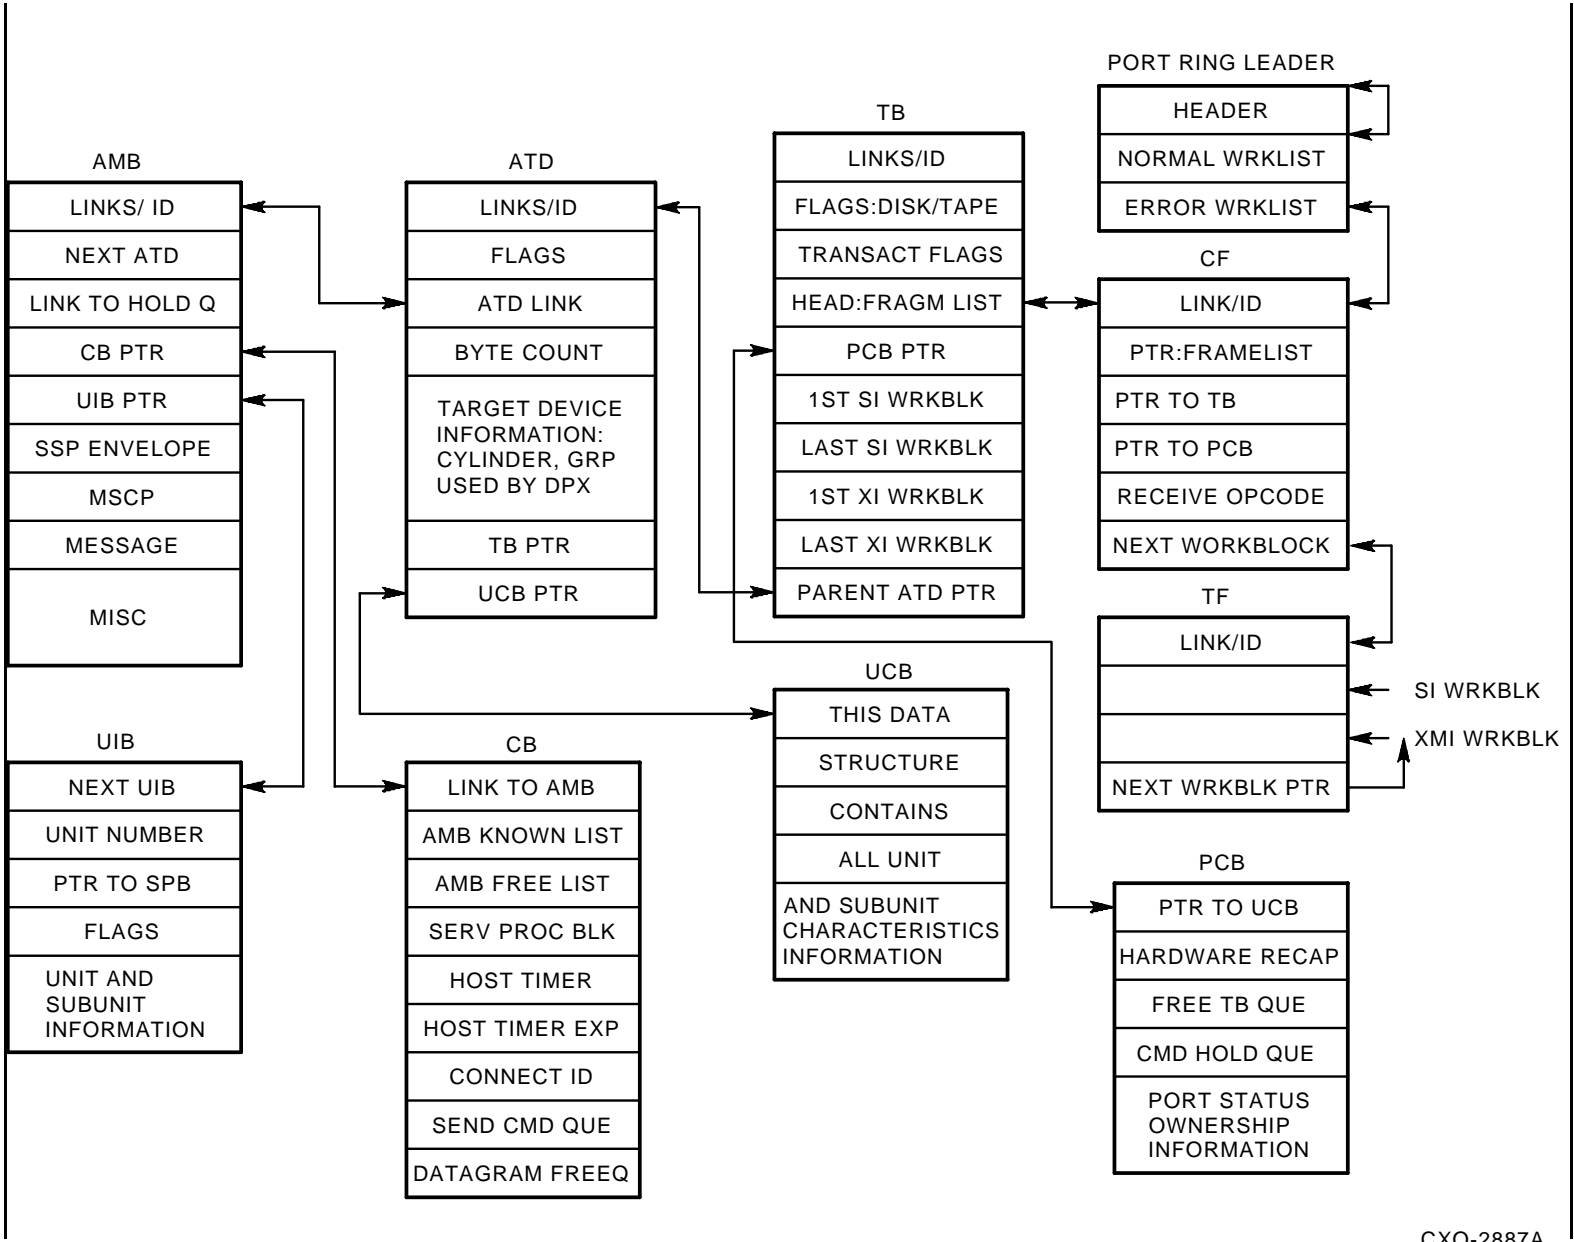 AMB
LINKS/ ID
NEXT ATD
LINK TO HOLD Q
CB PTR
UIB PTR
SSP ENVELOPE
MSCP
MESSAGE
MISC
UIB
NEXT UIB
UNIT NUMBER
PTR TO SPB
FLAGS
UNIT AND
SUBUNIT
INFORMATION
ATD
LINKS/ID
FLAGS
ATD LINK
BYTE COUNT
TARGET DEVICE
INFORMATION:
CYLINDER, GRP
USED BY DPX
TB PTR
UCB PTR
CB
LINK TO AMB
AMB KNOWN LIST
AMB FREE LIST
SERV PROC BLK
HOST TIMER
HOST TIMER EXP
CONNECT ID
SEND CMD QUE
DATAGRAM FREEQ
TB
LINKS/ID
FLAGS:DISK/TAPE
TRANSACT FLAGS
HEAD:FRAGM LIST
PCB PTR
1ST SI WRKBLK
LAST SI WRKBLK
1ST XI WRKBLK
LAST XI WRKBLK
PARENT ATD PTR
UCB
THIS DATA
STRUCTURE
CONTAINS
ALL UNIT
AND SUBUNIT
CHARACTERISTICS
INFORMATION
PORT RING LEADER
HEADER
NORMAL WRKLIST
ERROR WRKLIST
CF
LINK/ID
PTR:FRAMELIST
PTR TO TB
PTR TO PCB
RECEIVE OPCODE
NEXT WORKBLOCK
TF
LINK/ID
SI WRKBLK
XMI WRKBLK
NEXT WRKBLK PTR
PCB
PTR TO UCB
HARDWARE RECAP
FREE TB QUE
CMD HOLD QUE
PORT STATUS
OWNERSHIP
INFORMATION
CXO-2887A